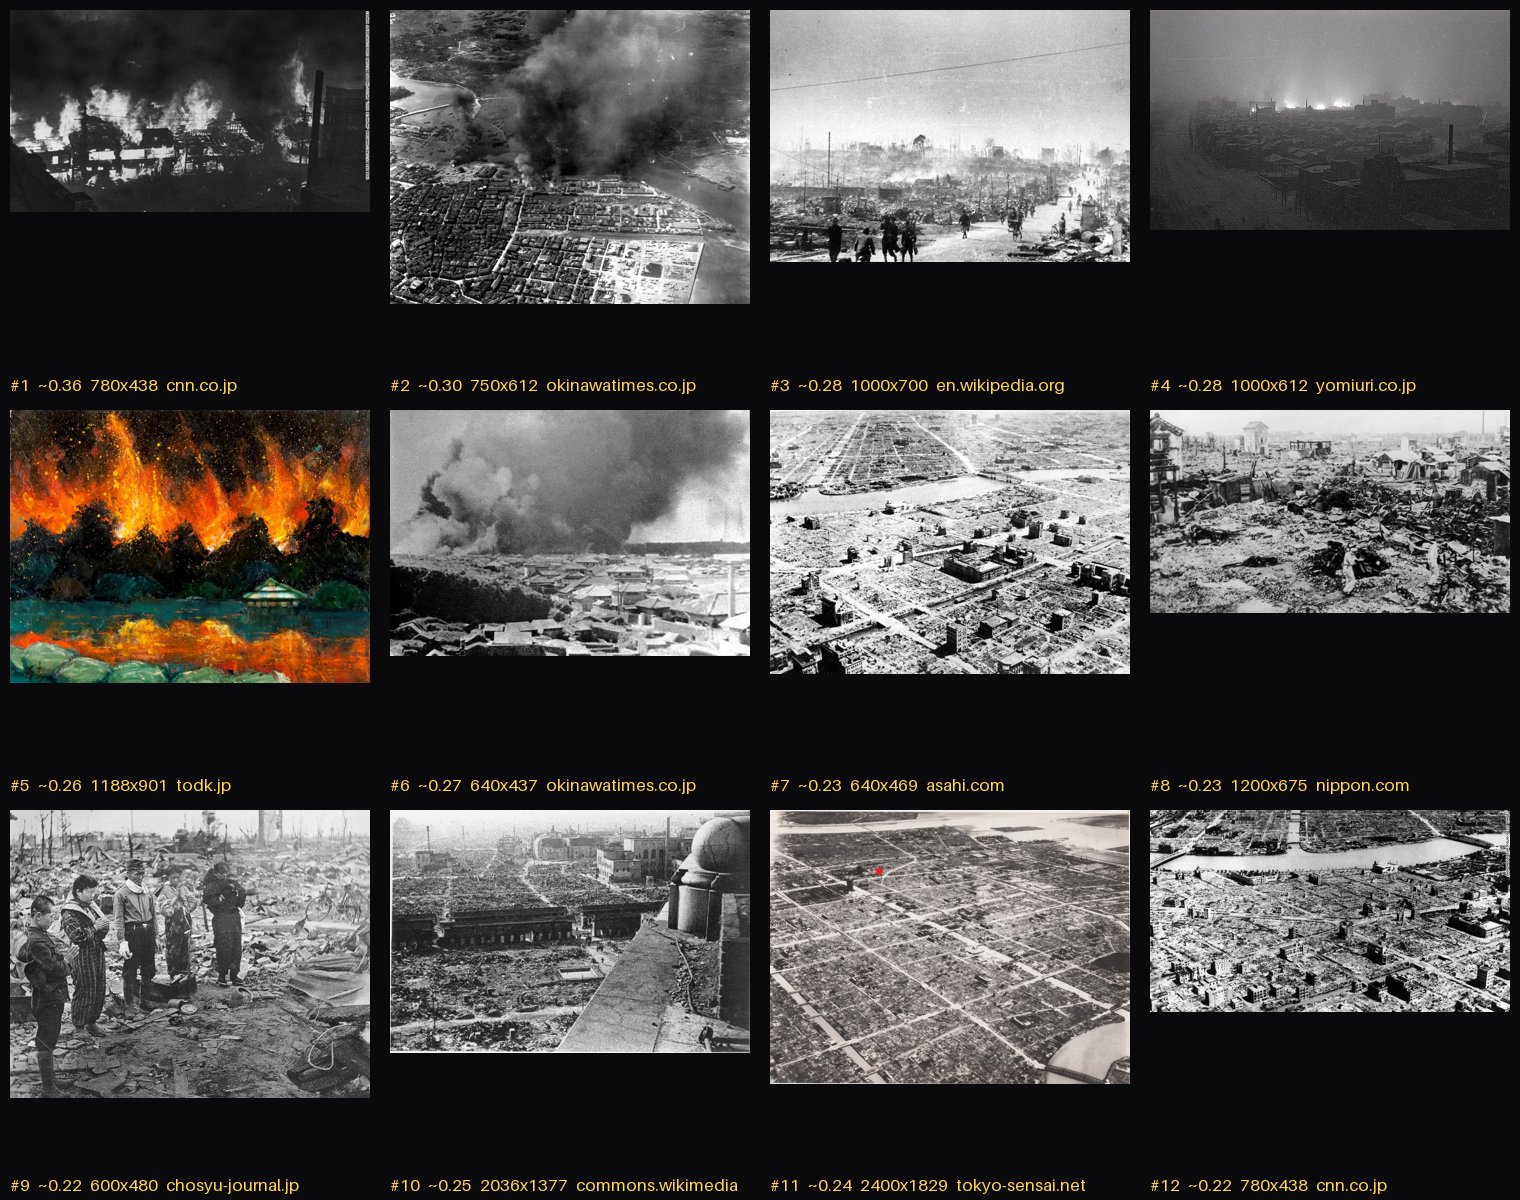 #1 ~0.36 780x438 cnn.co.jp
#2 ~0.30 750x612 okinawatimes.co.jp
#3 ~0.28 1000x700 en.wikipedia.org
#4 ~0.28 1000x612 yomiuri.co.jp
#5 ~0.26 1188x901 todk.jp
#6 ~0.27 640x437 okinawatimes.co.jp
#7 ~0.23 640x469 asahi.com
#8 ~0.23 1200x675 nippon.com
#9 ~0.22 600x480 chosyu-journal.jp
#10 ~0.25 2036x1377 commons.wikimedia
#11 ~0.24 2400x1829 tokyo-sensai.net
#12 ~0.22 780x438 cnn.co.jp